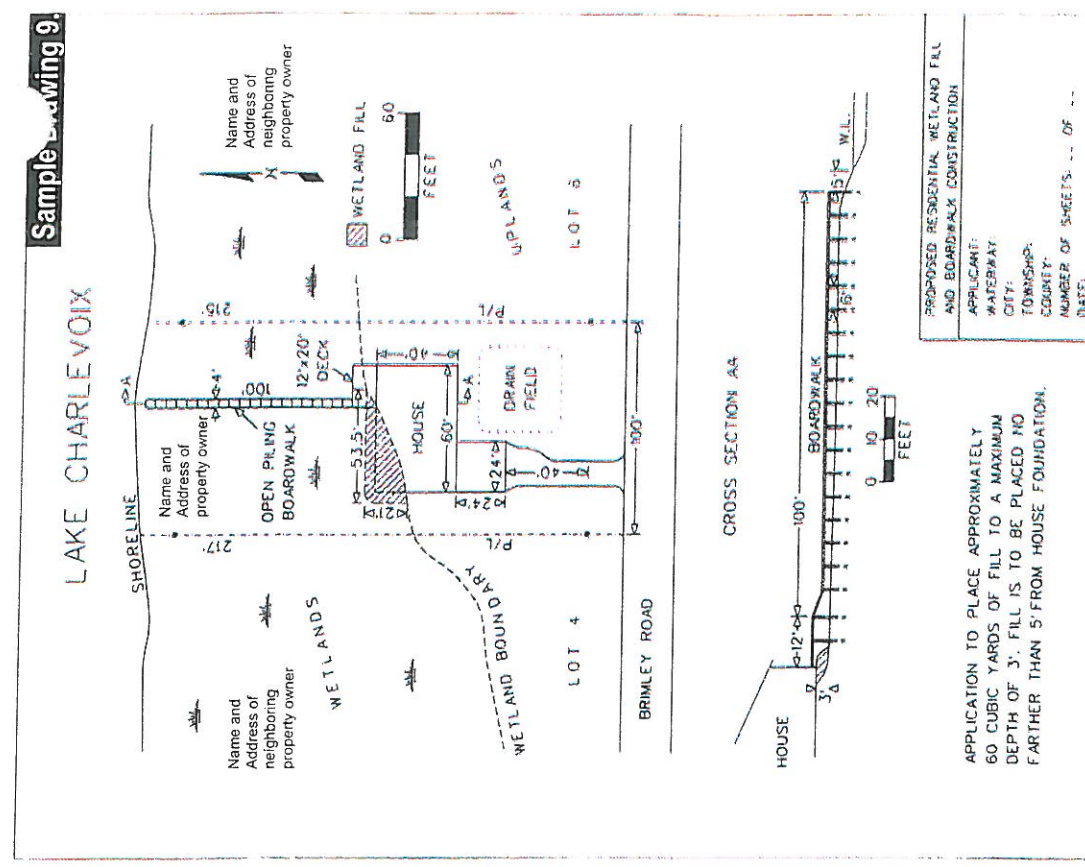 Sample Drawing 9.
LAKE CHARLEVOIX
SHORELINE
A
Name and
Address of
neighboring
property owner
Name and
Address of
property owner
Name and
Address of
neighboring
property owner
N
217'
215'
4'
100'
OPEN PILING
BOARDWALK
12'x20'
DECK
WETLAND FILL
0
60
FEET
WETLANDS
WETLAND BOUNDARY
UPLANDS
53.5'
21'
40'
HOUSE
60'
A
24'
24'
40'
DRAIN
FIELD
P/L
P/L
100'
LOT 4
LOT 6
BRIMLEY ROAD
CROSS SECTION AA
HOUSE
12'
100'
BOARDWALK
3'
6'
5'
W.L.
0
10
20
FEET
APPLICATION TO PLACE APPROXIMATELY
60 CUBIC YARDS OF FILL TO A MAXIMUM
DEPTH OF 3'. FILL IS TO BE PLACED NO
FARTHER THAN 5' FROM HOUSE FOUNDATION.
PROPOSED RESIDENTIAL WETLAND FILL
AND BOARDWALK CONSTRUCTION
APPLICANT:
WATERWAY:
CITY:
TOWNSHIP:
COUNTY:
NUMBER OF SHEETS: -- OF --
DATE: